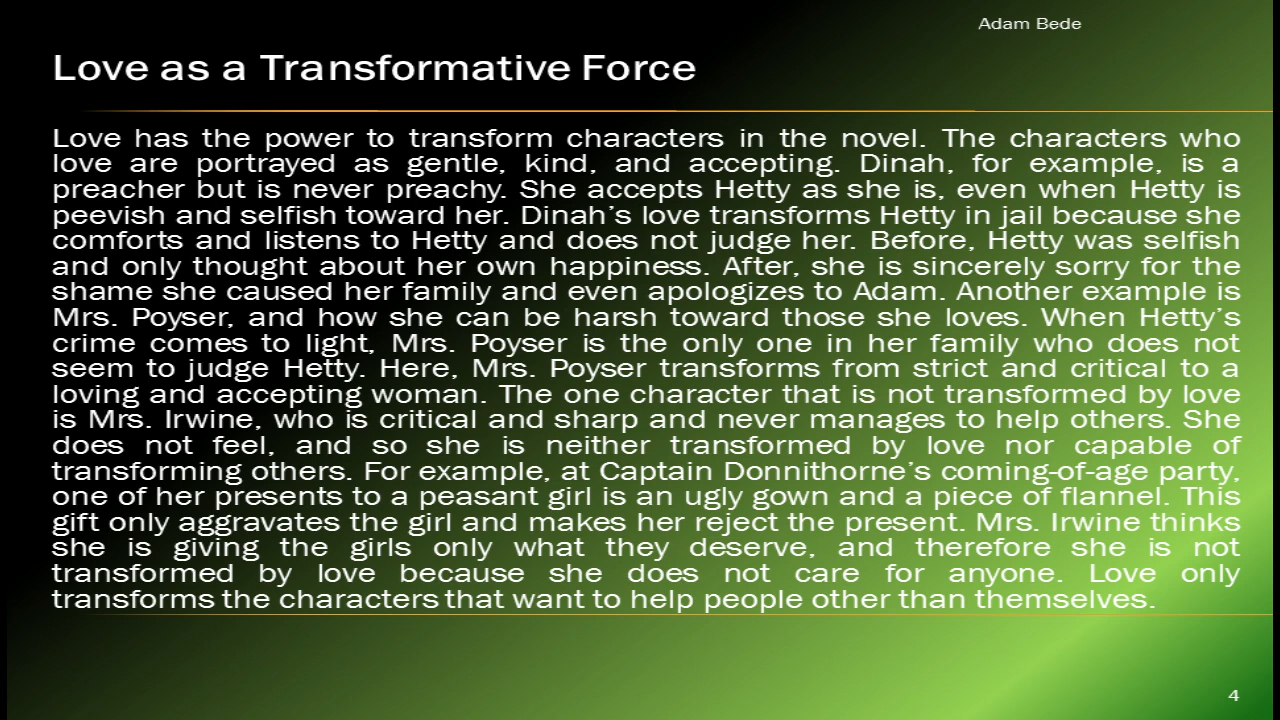 Adam Bede
Love as a Transformative Force
Love has the power to transform characters in the novel. The characters who
love are portrayed as gentle, kind, and accepting. Dinah, for example, is a
preacher but is never preachy. She accepts Hetty as she is, even when Hetty is
peevish and selfish toward her. Dinah’s love transforms Hetty in jail because she
comforts and listens to Hetty and does not judge her. Before, Hetty was selfish
and only thought about her own happiness. After, she is sincerely sorry for the
shame she caused her family and even apologizes to Adam. Another example is
Mrs. Poyser, and how she can be harsh toward those she loves. When Hetty’s
crime comes to light, Mrs. Poyser is the only one in her family who does not
seem to judge Hetty. Here, Mrs. Poyser transforms from strict and critical to a
loving and accepting woman. The one character that is not transformed by love
is Mrs. Irwine, who is critical and sharp and never manages to help others. She
does not feel, and so she is neither transformed by love nor capable of
transforming others. For example, at Captain Donnithorne’s coming-of-age party,
one of her presents to a peasant girl is an ugly gown and a piece of flannel. This
gift only aggravates the girl and makes her reject the present. Mrs. Irwine thinks
she is giving the girls only what they deserve, and therefore she is not
transformed by love because she does not care for anyone. Love only
transforms the characters that want to help people other than themselves.
4